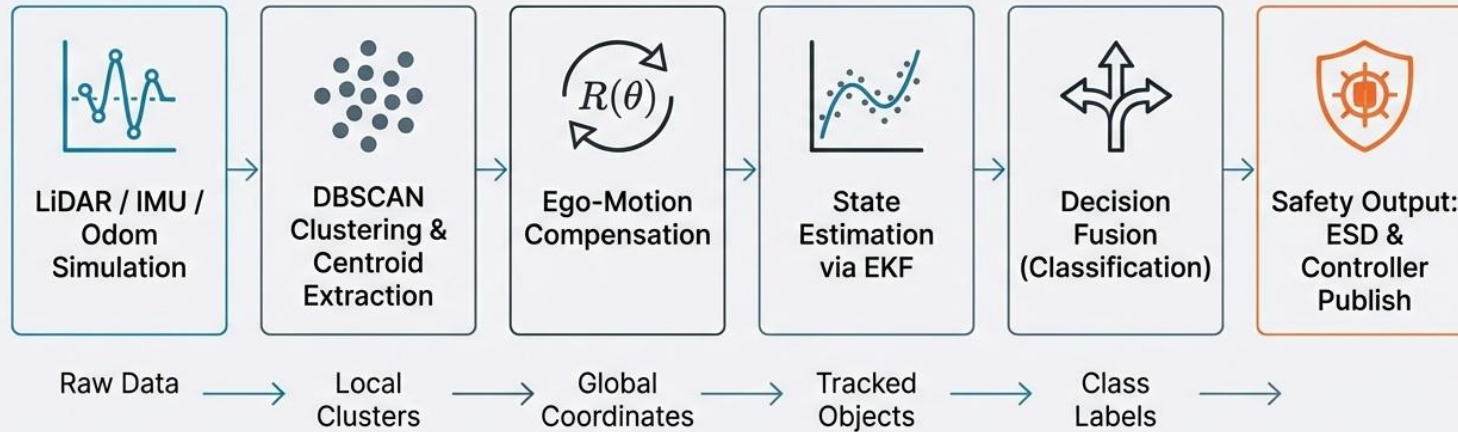 LiDAR / IMU /
Odom
Simulation
DBSCAN
Clustering &
Centroid
Extraction
R(θ)
Ego-Motion
Compensation
State
Estimation
via EKF
Decision
Fusion
(Classification)
Safety Output:
ESD &
Controller
Publish
Raw Data
Local
Clusters
Global
Coordinates
Tracked
Objects
Class
Labels